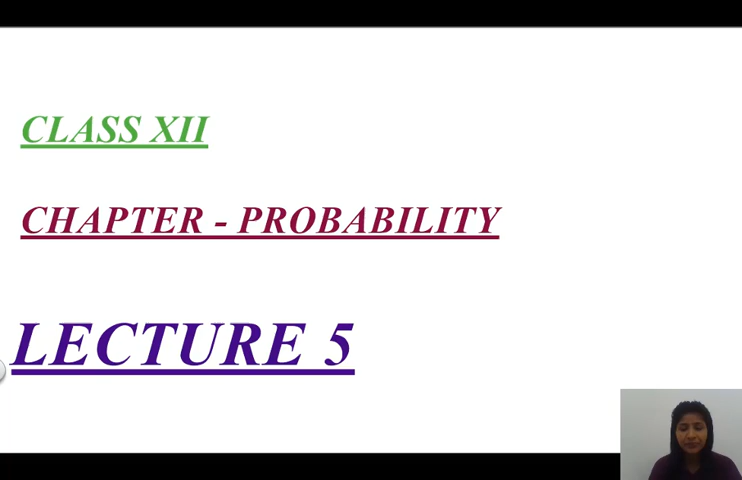 CLASS XII
CHAPTER - PROBABILITY
LECTURE 5